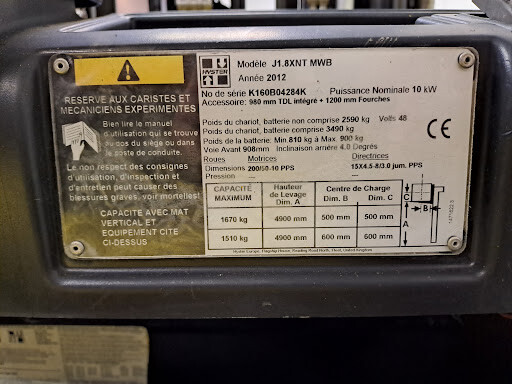 RESERVE AUX CARISTES ET
MECANICIENS EXPERIMENTES
Bien lire le manuel
d'utilisation qui se trouve
au dos du siège ou dans
le poste de conduite.
Le non respect des consignes
d'utilisation, d'inspection et
d'entretien peut causer des
blessures graves, voir mortelles!
CAPACITE AVEC MAT
VERTICAL ET
EQUIPEMENT CITE
CI-DESSUS
HYSTER
Modèle J1.8XNT MWB
Année 2012
No de série K160B04284K Puissance Nominale 10 kW
Accessoire: 980 mm TDL intégre + 1200 mm Fourches
Poids du chariot, batterie non comprise 2590 kg Volts 48
Poids du chariot, batterie comprise 3490 kg
Poids de la batterie Min.810 kg à Max. 900 kg
Voie Avant 908mm Inclinaison arrière 4.0 Degrés
Roues Motrices Directrices
Dimensions 200/50-10 PPS 15X4.5-8/3.0 jum. PPS
Pression — —
CAPACITÉ MAXIMUM Hauteur de Levage Dim. A Centre de Charge Dim. B Dim. C
1670 kg 4900 mm 500 mm 500 mm
1510 kg 4900 mm 600 mm 500 mm
C
B
A
CE